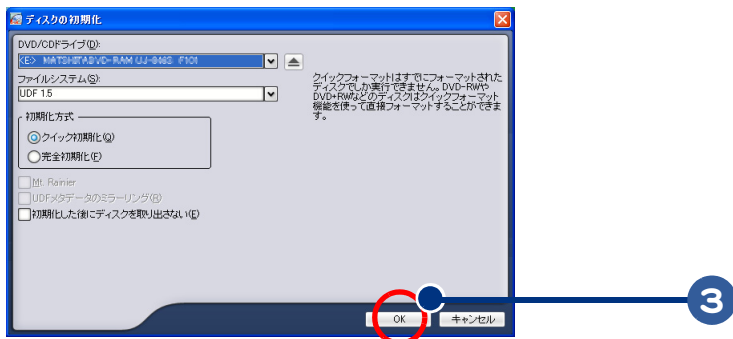 ディスクの初期化
DVD/CDドライブ(D):
<E> MATSHITADVD-RAM UJ-846S (F101
ファイルシステム(S):
UDF 1.5
初期化方式
クイック初期化(Q)
完全初期化(F)
Mt. Rainier
UDFメタデータのミラーリング(R)
初期化した後にディスクを取り出さない(E)
クイックフォーマットはすでにフォーマットされた
ディスクでしか実行できません。DVD-RWや
DVD+RWなどのディスクはクイックフォーマット
機能を使って直接フォーマットすることができま
す。
OK
キャンセル
3